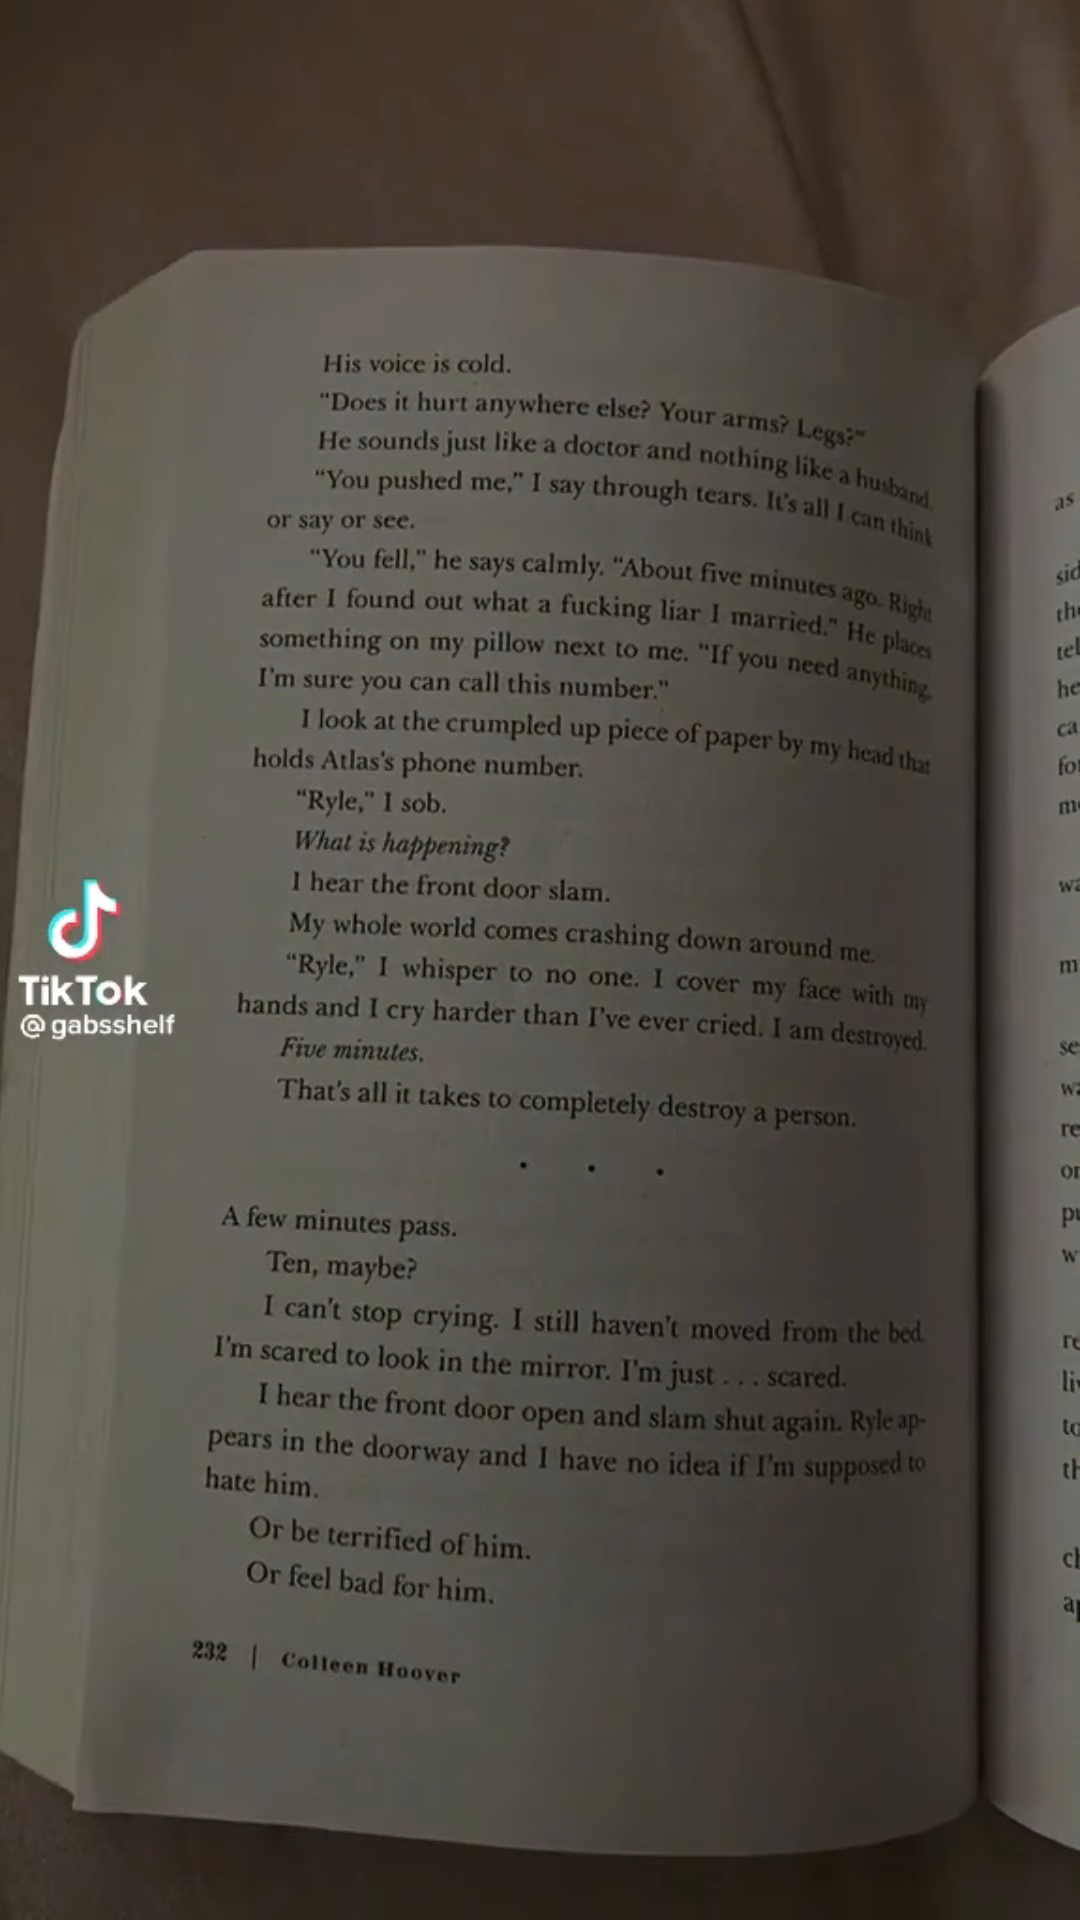 His voice is cold.
"Does it hurt anywhere else? Your arms? Legs?"
He sounds just like a doctor and nothing like a husband.
"You pushed me," I say through tears. It's all I can think
or say or see.
"You fell," he says calmly. "About five minutes ago. Right
after I found out what a fucking liar I married." He places
something on my pillow next to me. "If you need anything,
I'm sure you can call this number."
I look at the crumpled up piece of paper by my head that
holds Atlas's phone number.
"Ryle," I sob.
What is happening?
I hear the front door slam.
My whole world comes crashing down around me.
"Ryle," I whisper to no one. I cover my face with my
hands and I cry harder than I've ever cried. I am destroyed.
Five minutes.
That's all it takes to completely destroy a person.
. . .
A few minutes pass.
Ten, maybe?
I can't stop crying. I still haven't moved from the bed.
I'm scared to look in the mirror. I'm just . . . scared.
I hear the front door open and slam shut again. Ryle ap-
pears in the doorway and I have no idea if I'm supposed to
hate him.
Or be terrified of him.
Or feel bad for him.
232 | Colleen Hoover
TikTok
@gabsshelf
as